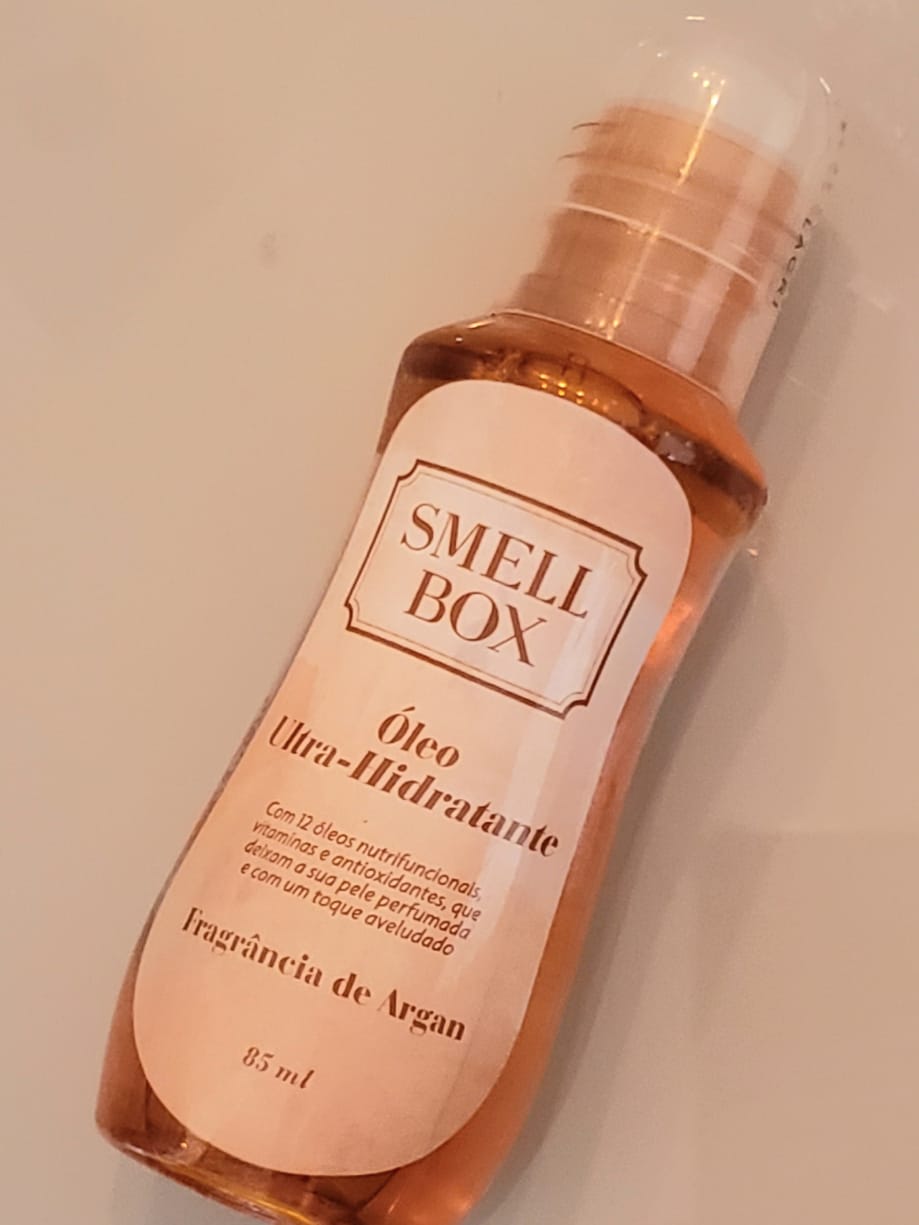 SMELL
BOX
Óleo
Ultra-Hidratante
Com 12 óleos nutrifuncionais,
vitaminas e antioxidantes, que
deixam a sua pele perfumada
e com um toque aveludado
Fragrância de Argan
85 ml